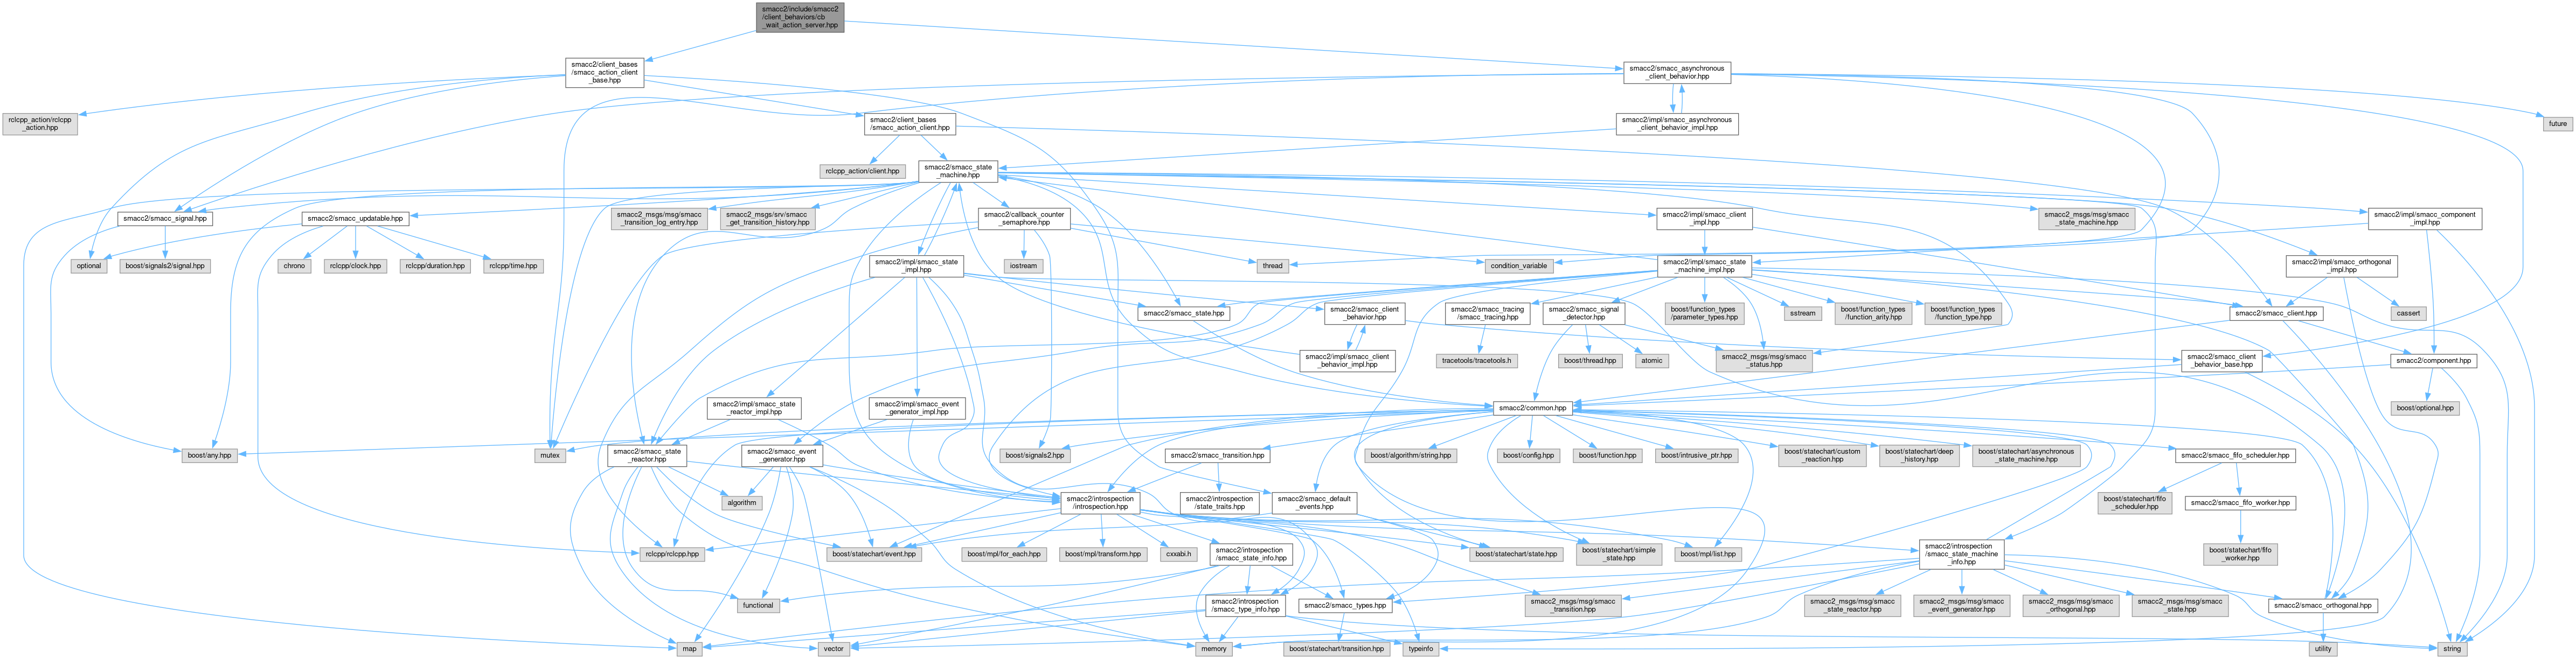 smacc2/include/smacc2
/client_behaviors/cb
_wait_action_server.hpp
smacc2/client_bases
/smacc_action_client
_base.hpp
smacc2/smacc_asynchronous
_client_behavior.hpp
rclcpp_action/rclcpp
_action.hpp
smacc2/client_bases
/smacc_action_client.hpp
smacc2/impl/smacc_asynchronous
_client_behavior_impl.hpp
future
rclcpp_action/client.hpp
smacc2/smacc_state
_machine.hpp
smacc2/smacc_signal.hpp
smacc2/smacc_updatable.hpp
smacc2_msgs/msg/smacc
_transition_log_entry.hpp
smacc2_msgs/srv/smacc
_get_transition_history.hpp
smacc2/callback_counter
_semaphore.hpp
smacc2/impl/smacc_client
_impl.hpp
smacc2_msgs/msg/smacc
_state_machine.hpp
smacc2/impl/smacc_component
_impl.hpp
optional
boost/signals2/signal.hpp
chrono
rclcpp/clock.hpp
rclcpp/duration.hpp
rclcpp/time.hpp
smacc2/impl/smacc_state
_impl.hpp
iostream
thread
condition_variable
smacc2/impl/smacc_state
_machine_impl.hpp
smacc2/impl/smacc_orthogonal
_impl.hpp
smacc2/smacc_state.hpp
smacc2/smacc_client
_behavior.hpp
smacc2/smacc_tracing
/smacc_tracing.hpp
smacc2/smacc_signal
_detector.hpp
boost/function_types
/parameter_types.hpp
sstream
boost/function_types
/function_arity.hpp
boost/function_types
/function_type.hpp
smacc2/smacc_client.hpp
cassert
smacc2/impl/smacc_client
_behavior_impl.hpp
tracetools/tracetools.h
boost/thread.hpp
atomic
smacc2_msgs/msg/smacc
_status.hpp
smacc2/smacc_client
_behavior_base.hpp
smacc2/component.hpp
smacc2/impl/smacc_state
_reactor_impl.hpp
smacc2/impl/smacc_event
_generator_impl.hpp
smacc2/common.hpp
boost/optional.hpp
boost/any.hpp
mutex
smacc2/smacc_state
_reactor.hpp
smacc2/smacc_event
_generator.hpp
boost/signals2.hpp
smacc2/smacc_transition.hpp
boost/algorithm/string.hpp
boost/config.hpp
boost/function.hpp
boost/intrusive_ptr.hpp
boost/statechart/custom
_reaction.hpp
boost/statechart/deep
_history.hpp
boost/statechart/asynchronous
_state_machine.hpp
smacc2/smacc_fifo_scheduler.hpp
algorithm
smacc2/introspection
/introspection.hpp
smacc2/introspection
/state_traits.hpp
smacc2/smacc_default
_events.hpp
boost/statechart/fifo
_scheduler.hpp
smacc2/smacc_fifo_worker.hpp
rclcpp/rclcpp.hpp
boost/statechart/event.hpp
boost/mpl/for_each.hpp
boost/mpl/transform.hpp
cxxabi.h
smacc2/introspection
/smacc_state_info.hpp
boost/statechart/state.hpp
boost/statechart/simple
_state.hpp
boost/mpl/list.hpp
smacc2/introspection
/smacc_state_machine
_info.hpp
boost/statechart/fifo
_worker.hpp
functional
smacc2/introspection
/smacc_type_info.hpp
smacc2/smacc_types.hpp
smacc2_msgs/msg/smacc
_transition.hpp
smacc2_msgs/msg/smacc
_state_reactor.hpp
smacc2_msgs/msg/smacc
_event_generator.hpp
smacc2_msgs/msg/smacc
_orthogonal.hpp
smacc2_msgs/msg/smacc
_state.hpp
smacc2/smacc_orthogonal.hpp
map
vector
memory
boost/statechart/transition.hpp
typeinfo
utility
string